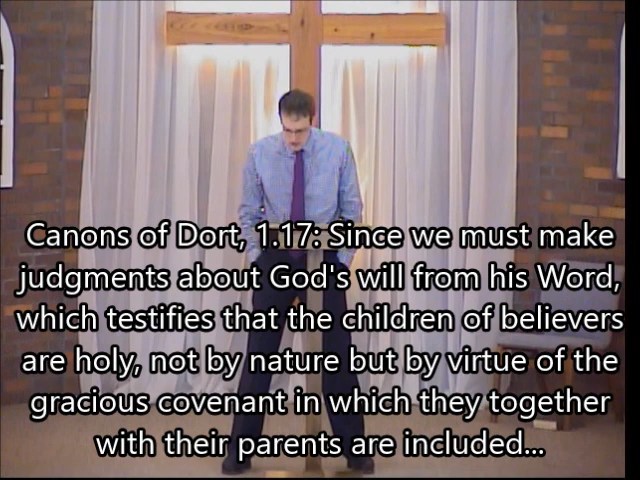 Canons of Dort, 1.17: Since we must make
judgments about God's will from his Word,
which testifies that the children of believers
are holy, not by nature but by virtue of the
gracious covenant in which they together
with their parents are included...